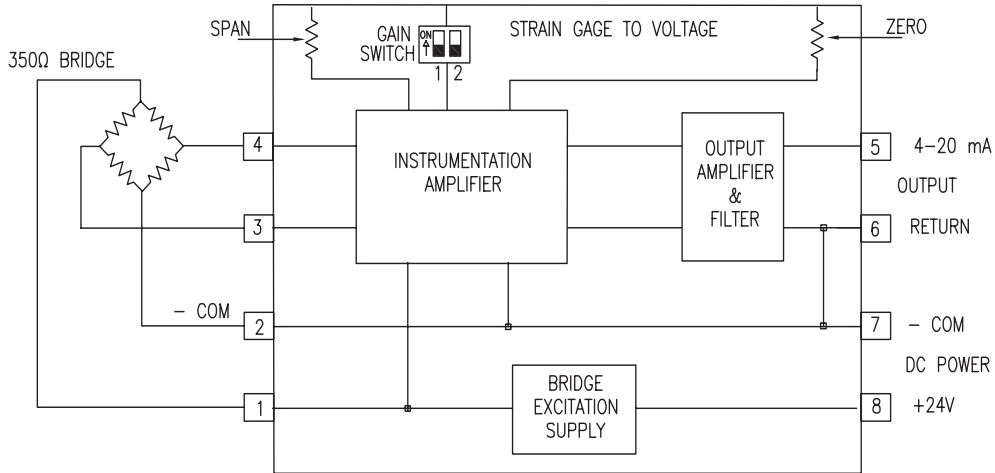 SPAN
GAIN
SWITCH
ON
1 2
STRAIN GAGE TO VOLTAGE
ZERO
350Ω BRIDGE
4
INSTRUMENTATION
AMPLIFIER
OUTPUT
AMPLIFIER
&
FILTER
5 4-20 mA
OUTPUT
3
6 RETURN
- COM
2
7 - COM
DC POWER
1
BRIDGE
EXCITATION
SUPPLY
8 +24V